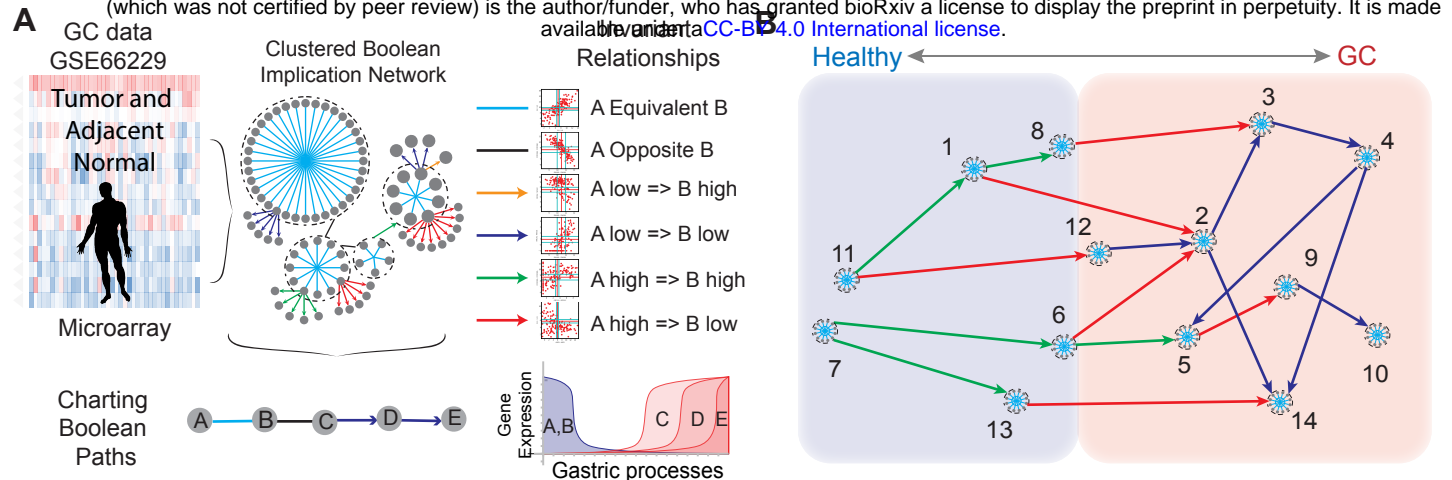 (which was not certified by peer review) is the author/funder, who has granted bioRxiv a license to display the preprint in perpetuity. It is made
available under aCC-BY 4.0 International license.
A
GC data
GSE66229
Tumor and
Adjacent
Normal
Microarray
Clustered Boolean
Implication Network
Invariant
Relationships
A Equivalent B
A Opposite B
A low => B high
A low => B low
A high => B high
A high => B low
Charting
Boolean
Paths
A
B
C
D
E
Gene
Expression
A,B
C
D
E
Gastric processes
B
Healthy
GC
3
8
4
1
2
12
9
11
6
7
5
10
13
14